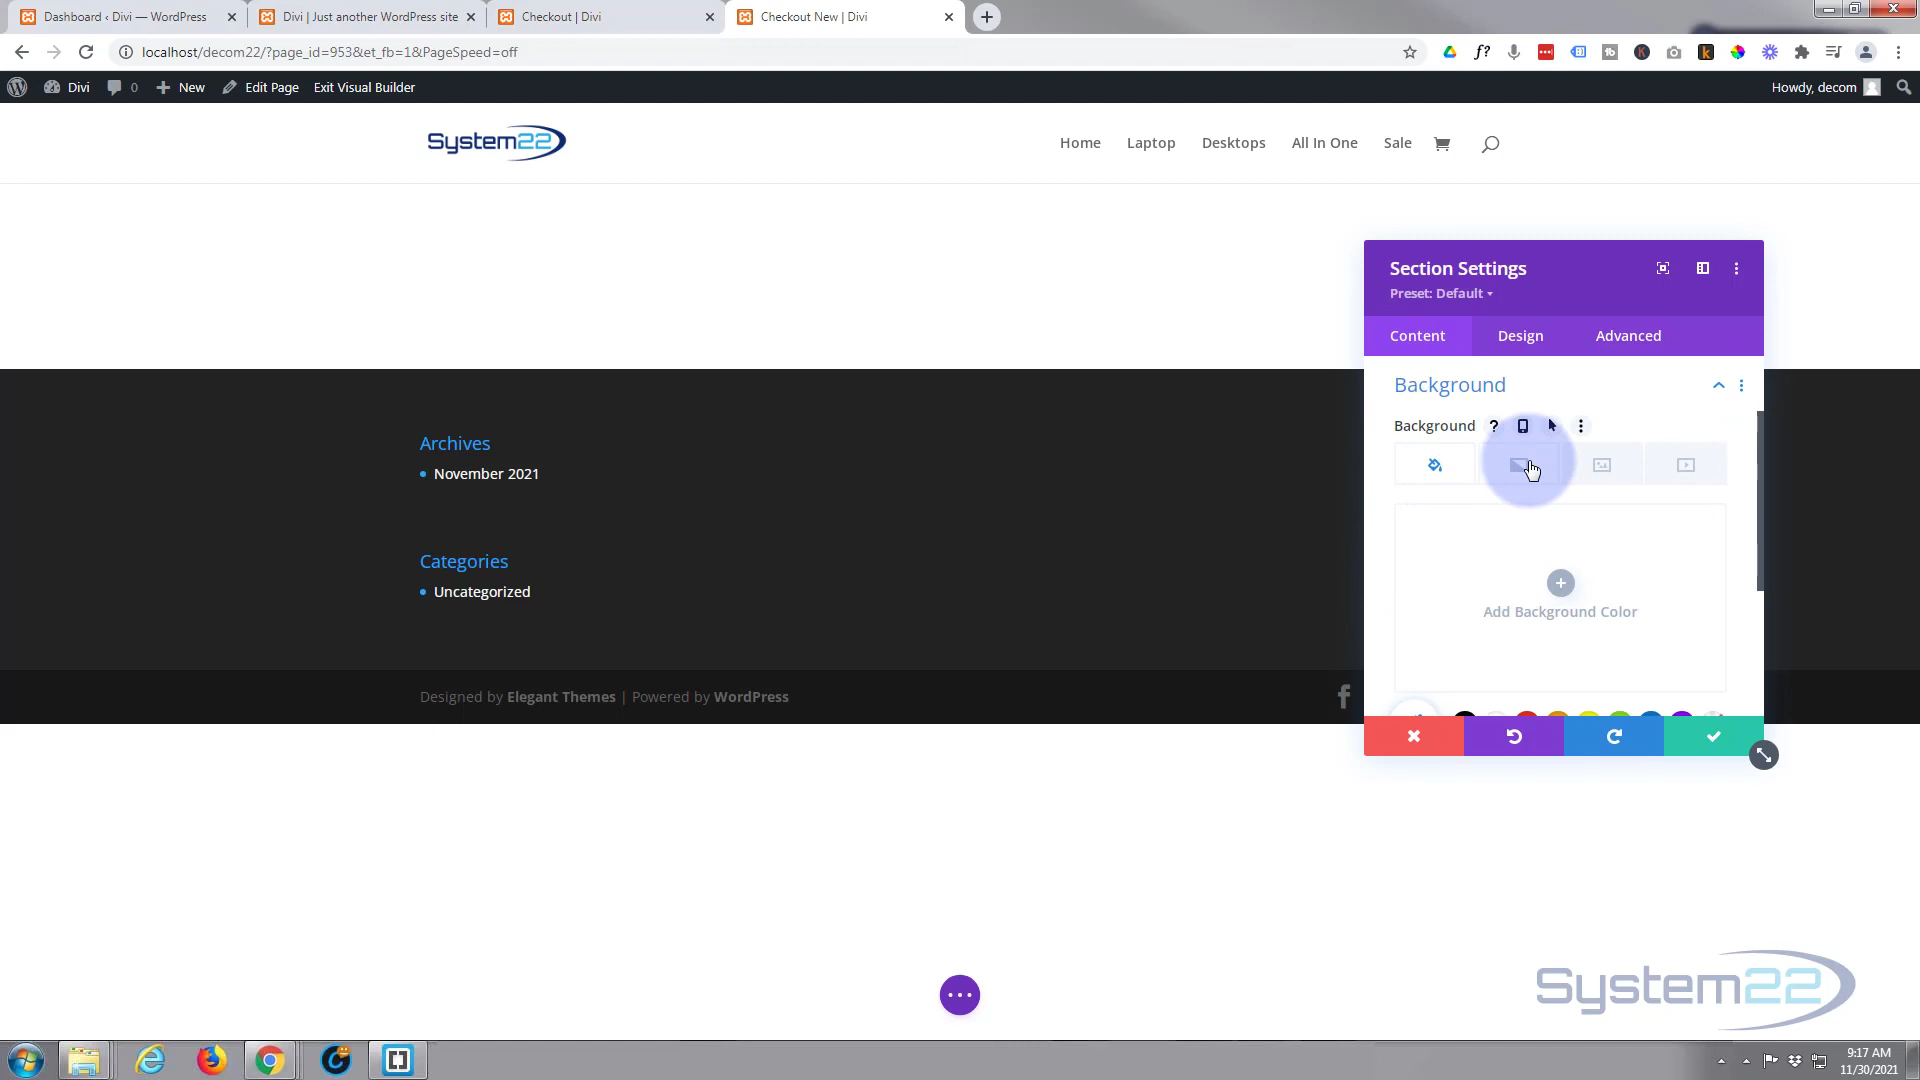 Dashboard ‹ Divi — WordPress
Divi | Just another WordPress site
Checkout | Divi
Checkout New | Divi
localhost/decom22/?page_id=953&et_fb=1&PageSpeed=off
Divi
0
New
Edit Page
Exit Visual Builder
Howdy, decom
System22
Home
Laptop
Desktops
All In One
Sale
Section Settings
Preset: Default
Content
Design
Advanced
Background
Background
Add Background Color
Archives
November 2021
Categories
Uncategorized
Designed by Elegant Themes | Powered by WordPress
System22
9:17 AM
11/30/2021